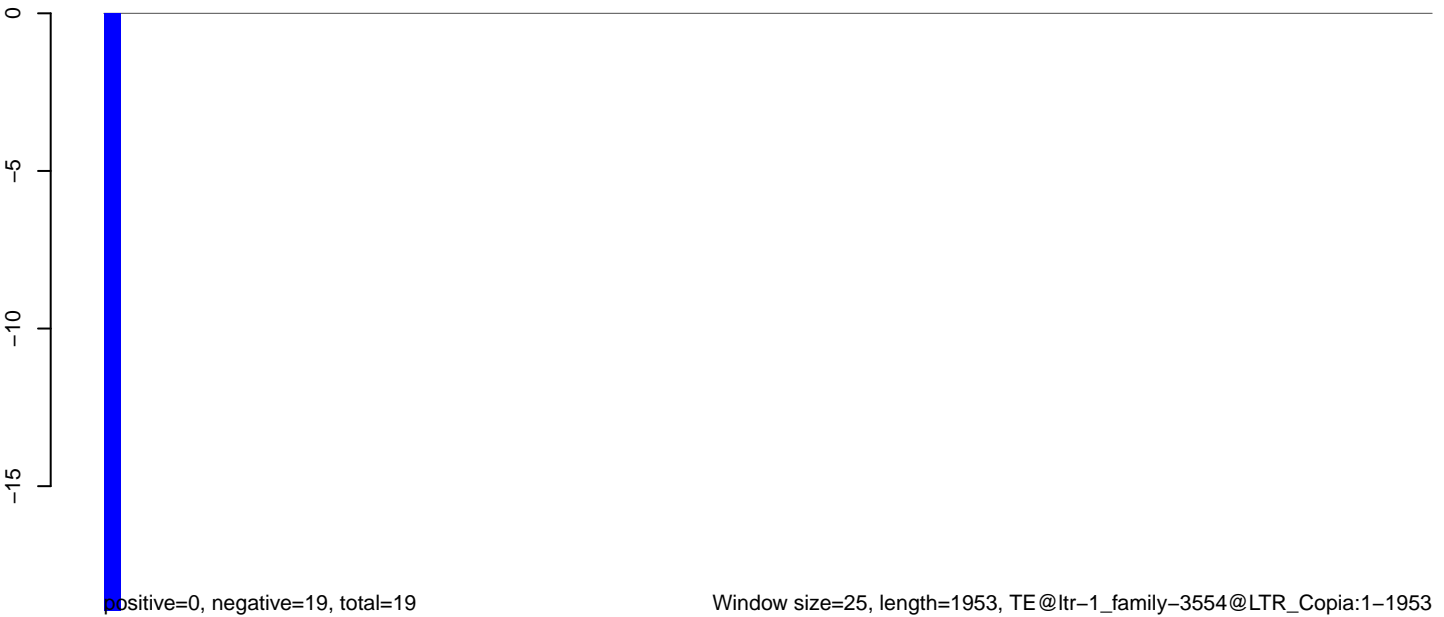 0
−5
−10
−15
positive=0, negative=19, total=19
Window size=25, length=1953, TE@ltr−1_family−3554@LTR_Copia:1−1953